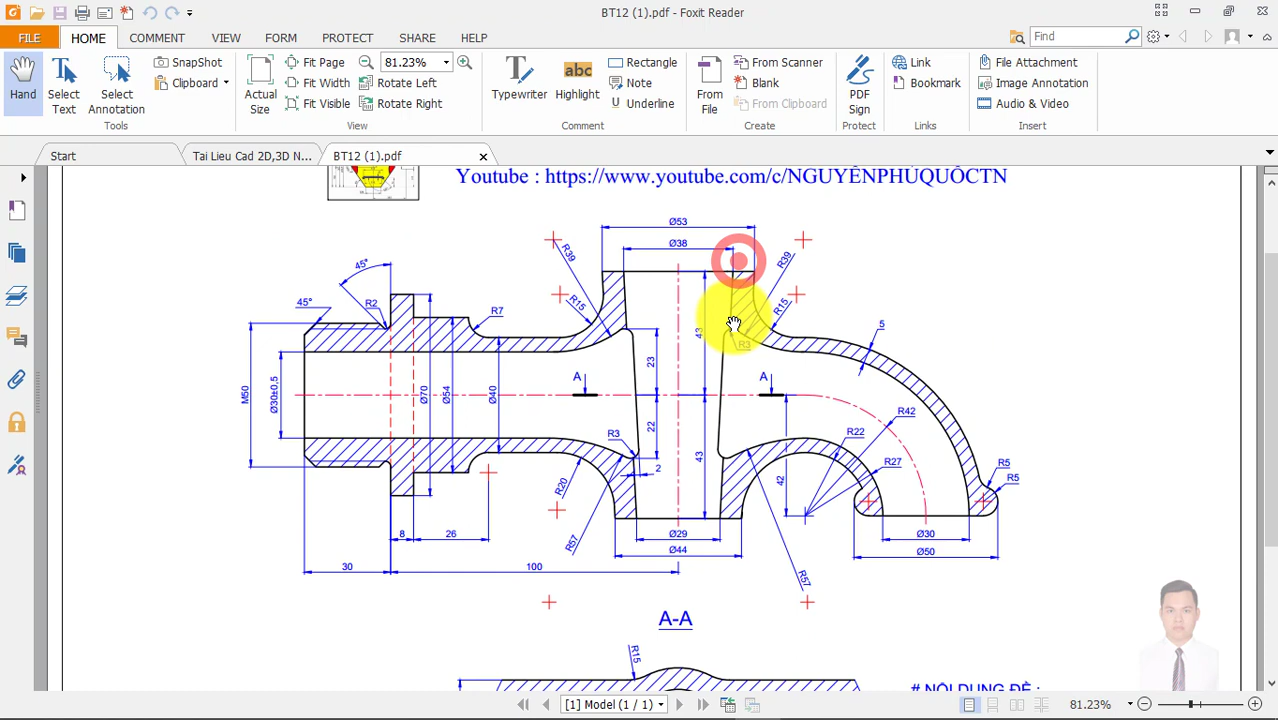 BT12 (1).pdf - Foxit Reader
FILE HOME COMMENT VIEW FORM PROTECT SHARE HELP Find
Hand Select Text Select Annotation SnapShot Clipboard Tools
Actual Size Fit Page Fit Width Fit Visible 81.23% Rotate Left Rotate Right View
Typewriter Highlight Rectangle Note Underline Comment
From File From Scanner Blank From Clipboard Create
PDF Sign Protect
Link Bookmark Links
File Attachment Image Annotation Audio & Video Insert
Start Tai Lieu Cad 2D,3D N... BT12 (1).pdf
Youtube : https://www.youtube.com/c/NGUYỄNPHÚQUỐCTN
Ø53
Ø38
R39 R39
45°
45° R2 R15 R7 R15
43 R3 5
23
M50 Ø30±0,5 Ø70 Ø54 Ø40 A A
R42
22 R22
R3 43 R27
2 42 R5
R20 R5
R57
8 26 Ø29 Ø30
Ø44 Ø50
30 100 R57
A-A
R15
# NỘI DUNG ĐỀ :
[1] Model (1 / 1) 81.23%